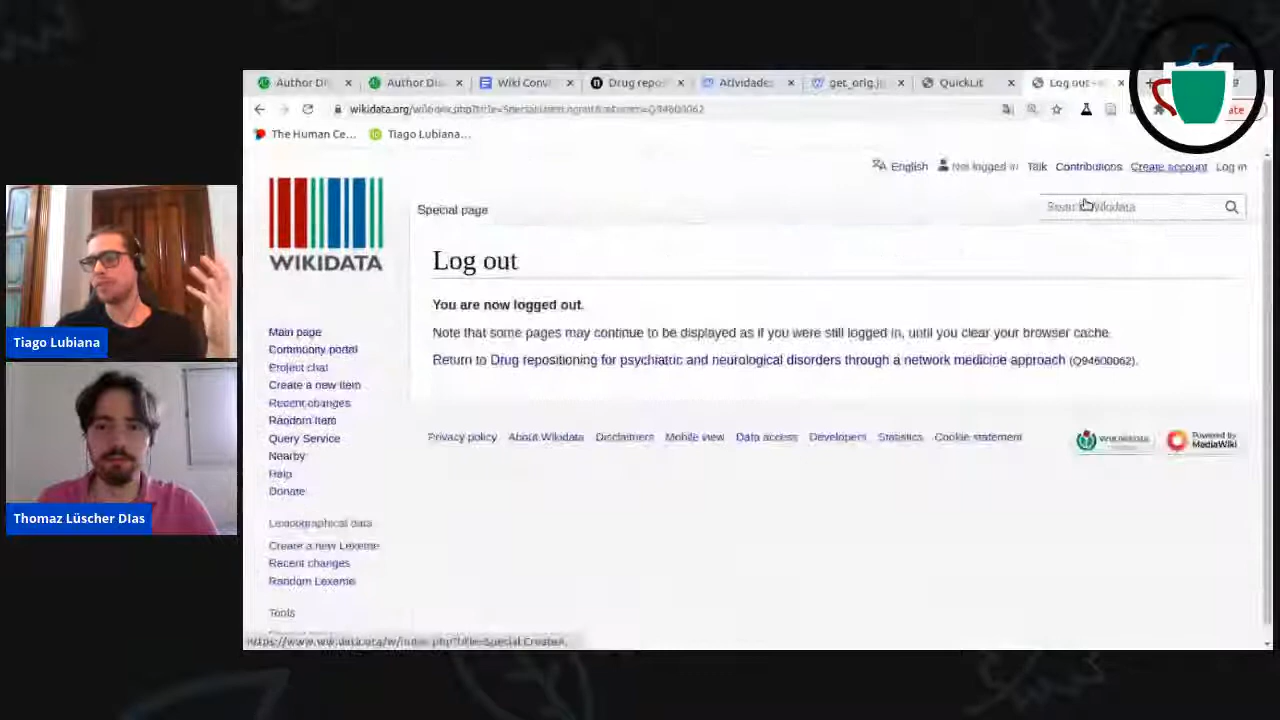 Author Di
Author Dis
Wiki Conv
Drug repos
Atividades
get_orig.js
QuickLit
Log out
wikidata.org
The Human Ce...
Tiago Lubiana...
English
Not logged in
Talk
Contributions
Create account
Log in
Special page
WIKIDATA
Log out
You are now logged out.
Note that some pages may continue to be displayed as if you were still logged in, until you clear your browser cache.
Return to Drug repositioning for psychiatric and neurological disorders through a network medicine approach (Q94600062).
Main page
Community portal
Project chat
Create a new Item
Recent changes
Random Item
Query Service
Nearby
Help
Donate
Lexicographical data
Create a new Lexeme
Recent changes
Random Lexeme
Tools
Privacy policy
About Wikidata
Disclaimers
Mobile view
Data access
Developers
Statistics
Cookie statement
WIKIDATA
Powered by
MediaWiki
Tiago Lubiana
Thomaz Lüscher DIas